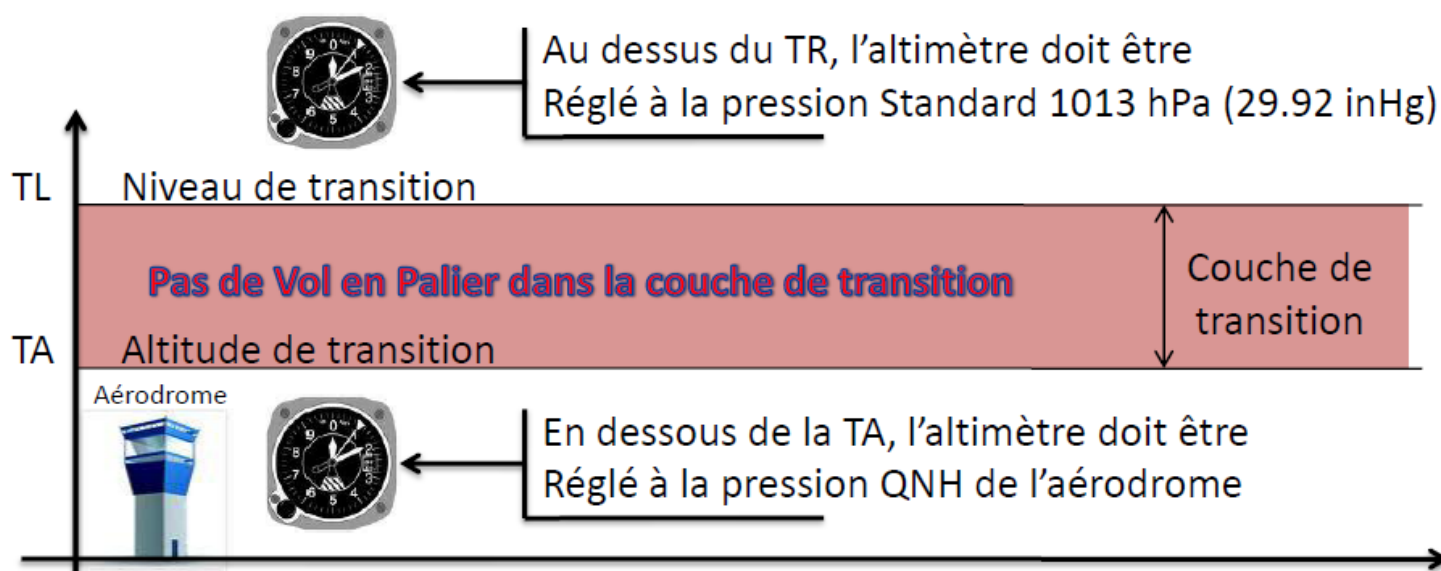 Au dessus du TR, l’altimètre doit être
Réglé à la pression Standard 1013 hPa (29.92 inHg)
TL Niveau de transition
Pas de Vol en Palier dans la couche de transition
Couche de
transition
TA Altitude de transition
Aérodrome
En dessous de la TA, l’altimètre doit être
Réglé à la pression QNH de l’aérodrome